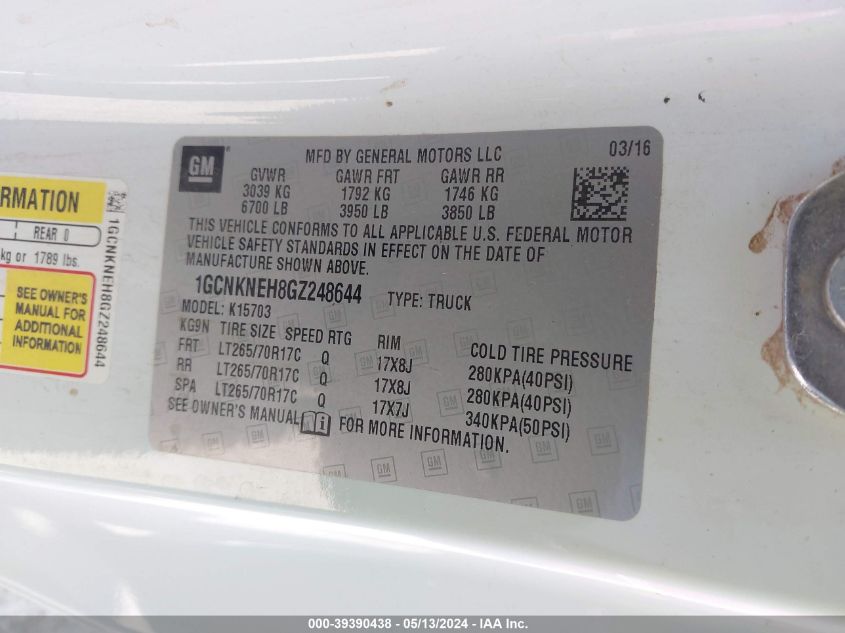 GM
MFD BY GENERAL MOTORS LLC
03/16
GVWR GAWR FRT GAWR RR
3039 KG 1792 KG 1746 KG
6700 LB 3950 LB 3850 LB
THIS VEHICLE CONFORMS TO ALL APPLICABLE U.S. FEDERAL MOTOR
VEHICLE SAFETY STANDARDS IN EFFECT ON THE DATE OF
MANUFACTURE SHOWN ABOVE.
1GCNKNEH8GZ248644 TYPE: TRUCK
MODEL: K15703
KG9N TIRE SIZE SPEED RTG RIM COLD TIRE PRESSURE
FRT LT265/70R17C Q 17X8J 280KPA(40PSI)
RR LT265/70R17C Q 17X8J 280KPA(40PSI)
SPA LT265/70R17C Q 17X7J 340KPA(50PSI)
SEE OWNER'S MANUAL FOR MORE INFORMATION.
RMATION
REAR 0
kg or 1789 lbs.
SEE OWNER'S
MANUAL FOR
ADDITIONAL
INFORMATION
1GCNKNEH8GZ248644
000-39390438 - 05/13/2024 - IAA Inc.